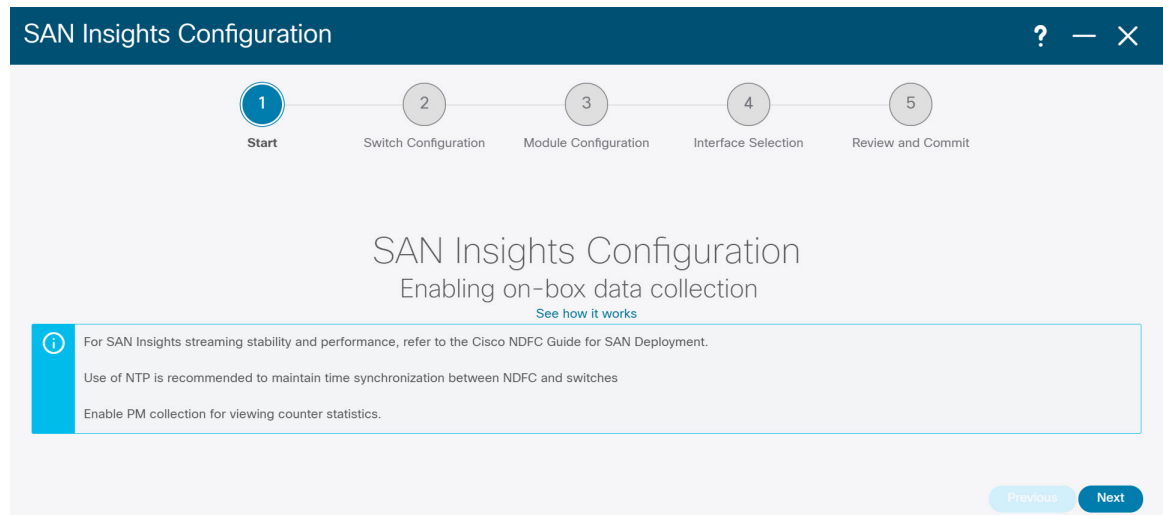 SAN Insights Configuration
?
1 2 3 4 5
Start Switch Configuration Module Configuration Interface Selection Review and Commit
SAN Insights Configuration
Enabling on-box data collection
See how it works
For SAN Insights streaming stability and performance, refer to the Cisco NDFC Guide for SAN Deployment.
Use of NTP is recommended to maintain time synchronization between NDFC and switches
Enable PM collection for viewing counter statistics.
Previous Next